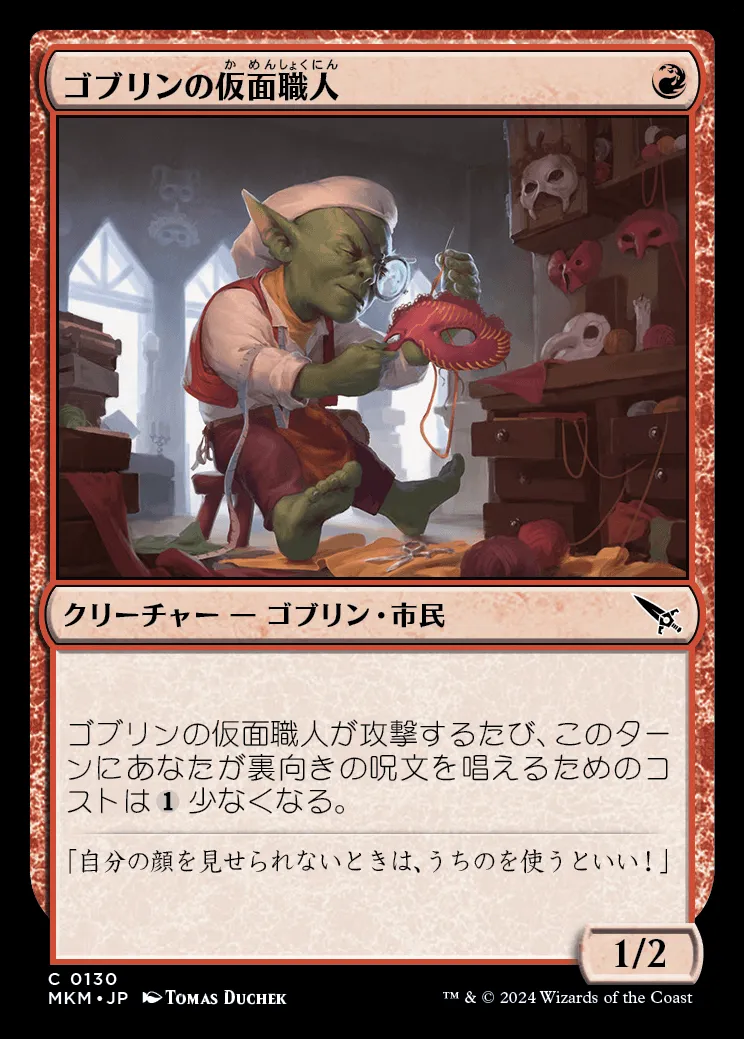 かめんしょくにん
ゴブリンの仮面職人
クリーチャー — ゴブリン・市民
ゴブリンの仮面職人が攻撃するたび、このター
ンにあなたが裏向きの呪文を唱えるためのコ
ストは 1 少なくなる。
「自分の顔を見せられないときは、うちのを使うといい!」
1/2
C 0130
MKM • JP Tomas Duchek
™ & © 2024 Wizards of the Coast